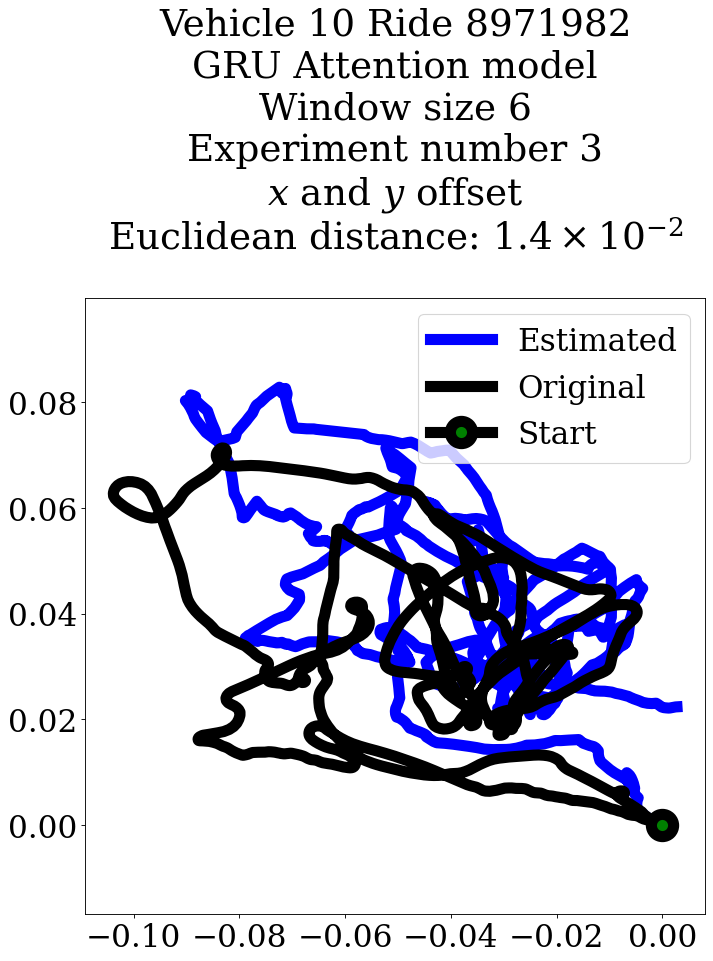 Vehicle 10 Ride 8971982
GRU Attention model
Window size 6
Experiment number 3
x and y offset
Euclidean distance: 1.4 × 10⁻²
Estimated
Original
Start
0.08
0.06
0.04
0.02
0.00
−0.10 −0.08 −0.06 −0.04 −0.02 0.00